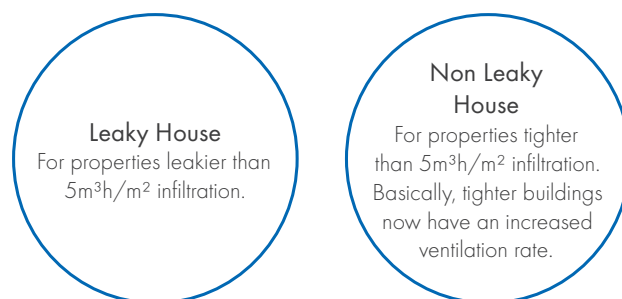 Leaky House
For properties leakier than
5m³h/m² infiltration.
Non Leaky
House
For properties tighter
than 5m³h/m² infiltration.
Basically, tighter buildings
now have an increased
ventilation rate.